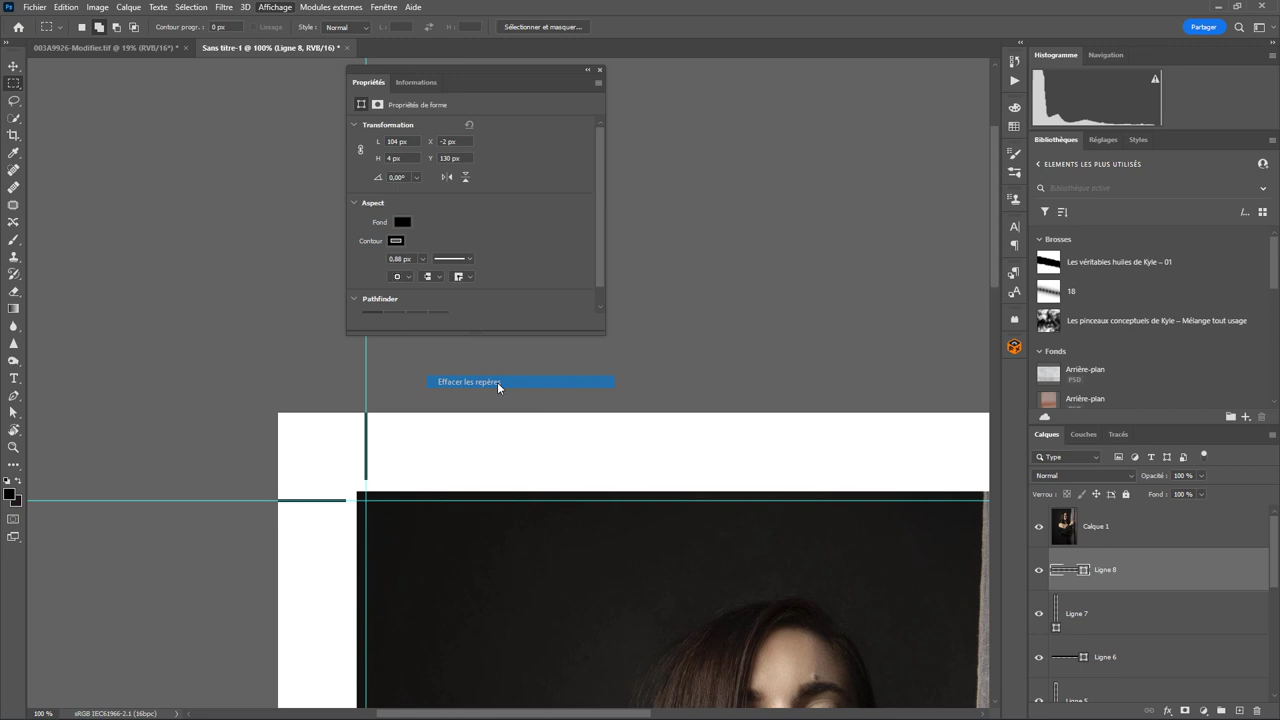 Ps Fichier Edition Image Calque Texte Sélection Filtre 3D Affichage Modules externes Fenêtre Aide
Contour progr. : 0 px Lissage Style : Normal L : H : Sélectionner et masquer... Partager
003A9926-Modifier.tif @ 19% (RVB/16*) * × Sans titre-1 @ 100% (Ligne 8, RVB/16) * ×
Propriétés Informations
Propriétés de forme
Transformation
L 104 px X -2 px
H 4 px Y 130 px
0,00°
Aspect
Fond
Contour
0,88 px
Pathfinder
Effacer les repères
Histogramme Navigation
Bibliothèques Réglages Styles
ELEMENTS LES PLUS UTILISÉS
Bibliothèque active
Brosses
Les véritables huiles de Kyle – 01
18
Les pinceaux conceptuels de Kyle – Mélange tout usage
Fonds
Arrière-plan
PSD
Arrière-plan
Calques Couches Tracés
Type
Normal Opacité : 100 %
Verrou : Fond : 100 %
Calque 1
Ligne 8
Ligne 7
Ligne 6
Ligne 5
100 % sRGB IEC61966-2.1 (16bpc)